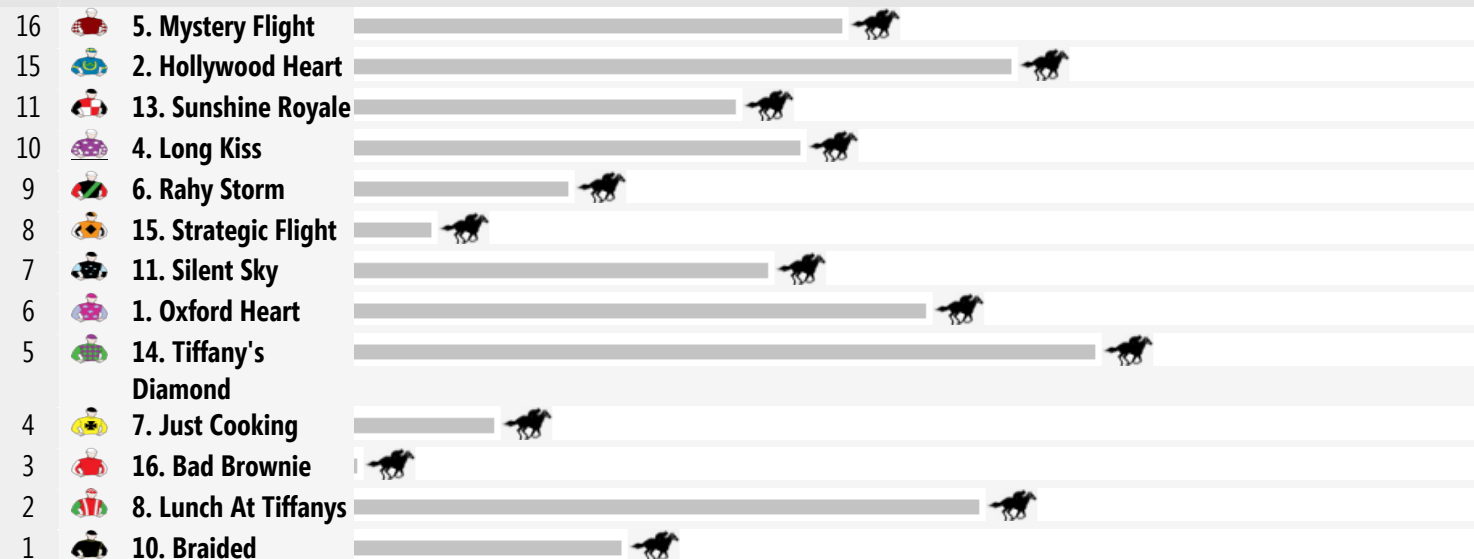 16 5. Mystery Flight
15 2. Hollywood Heart
11 13. Sunshine Royale
10 4. Long Kiss
9 6. Rahy Storm
8 15. Strategic Flight
7 11. Silent Sky
6 1. Oxford Heart
5 14. Tiffany's
Diamond
4 7. Just Cooking
3 16. Bad Brownie
2 8. Lunch At Tiffanys
1 10. Braided